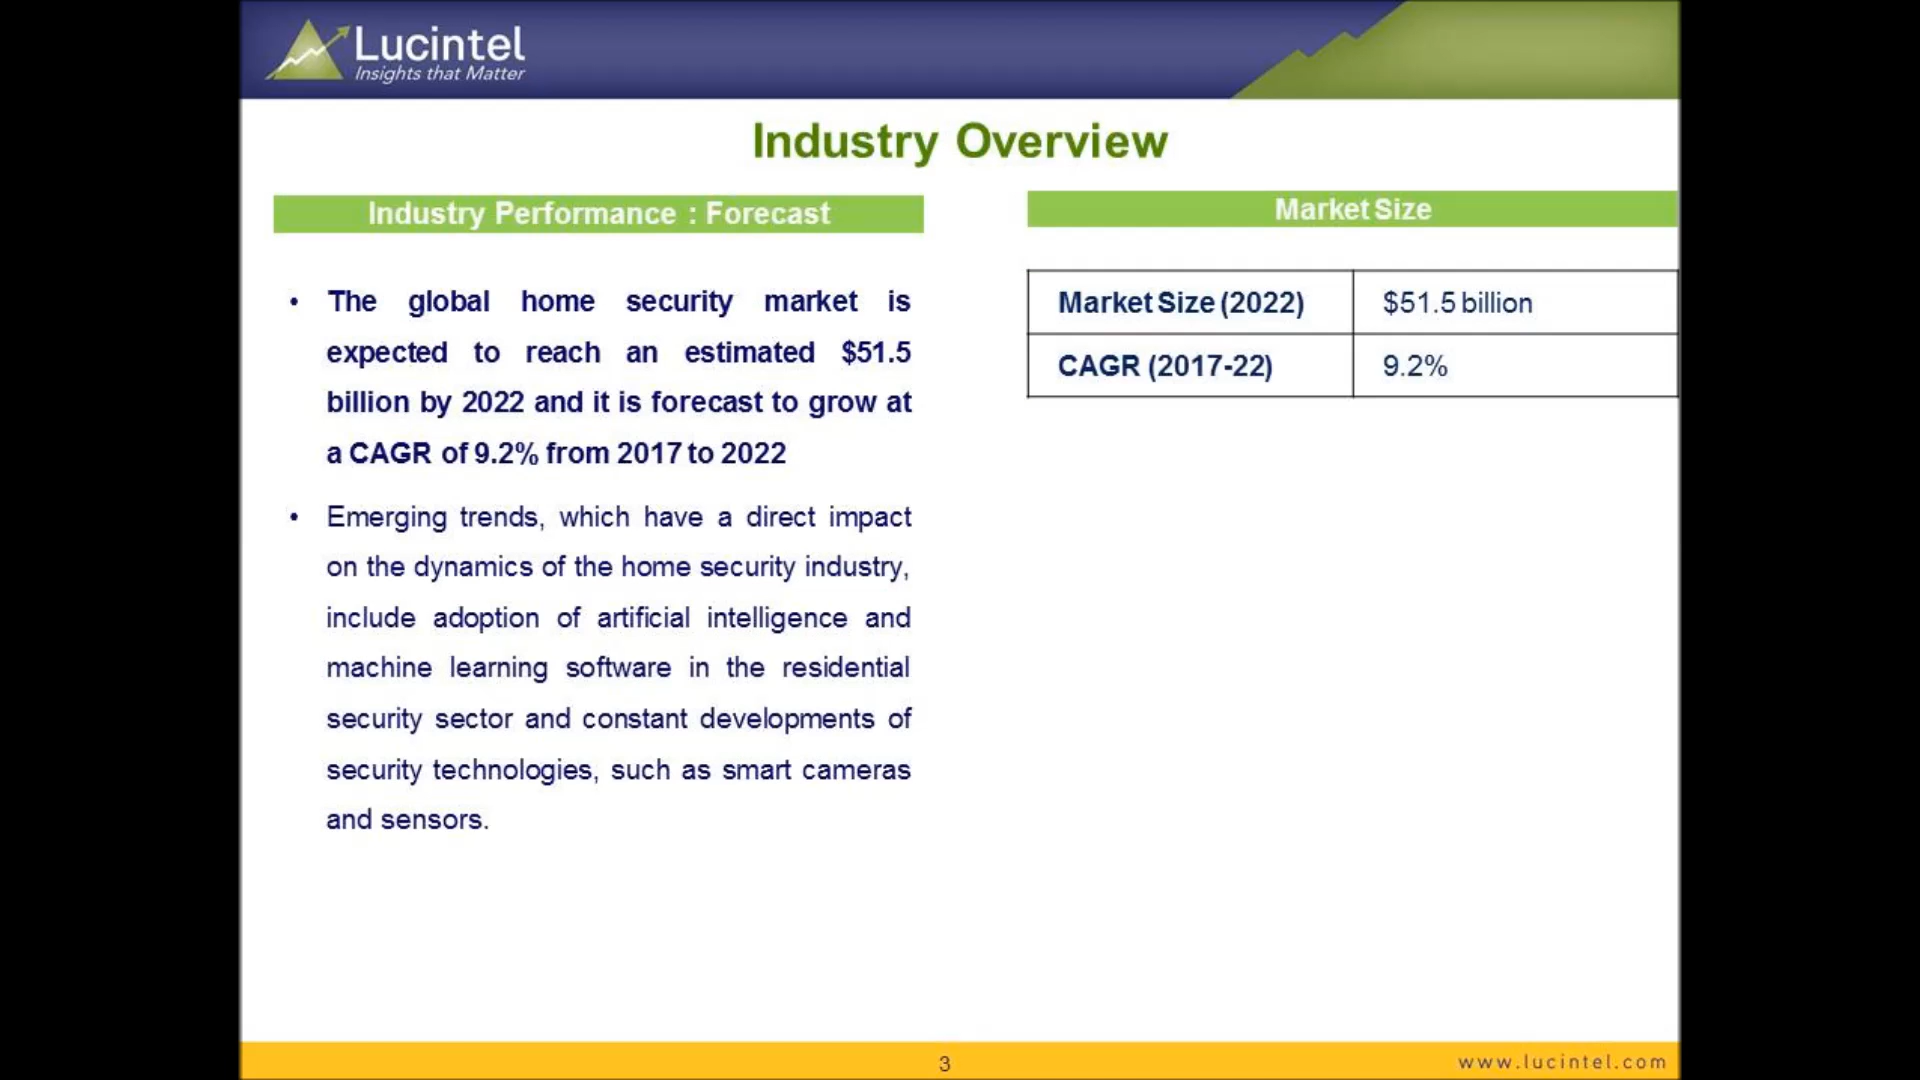 Lucintel
Insights that Matter
Industry Overview
Industry Performance : Forecast
• The global home security market is
expected to reach an estimated $51.5
billion by 2022 and it is forecast to grow at
a CAGR of 9.2% from 2017 to 2022
• Emerging trends, which have a direct impact
on the dynamics of the home security industry,
include adoption of artificial intelligence and
machine learning software in the residential
security sector and constant developments of
security technologies, such as smart cameras
and sensors.
Market Size
Market Size (2022) $51.5 billion
CAGR (2017-22) 9.2%
3
www.lucintel.com